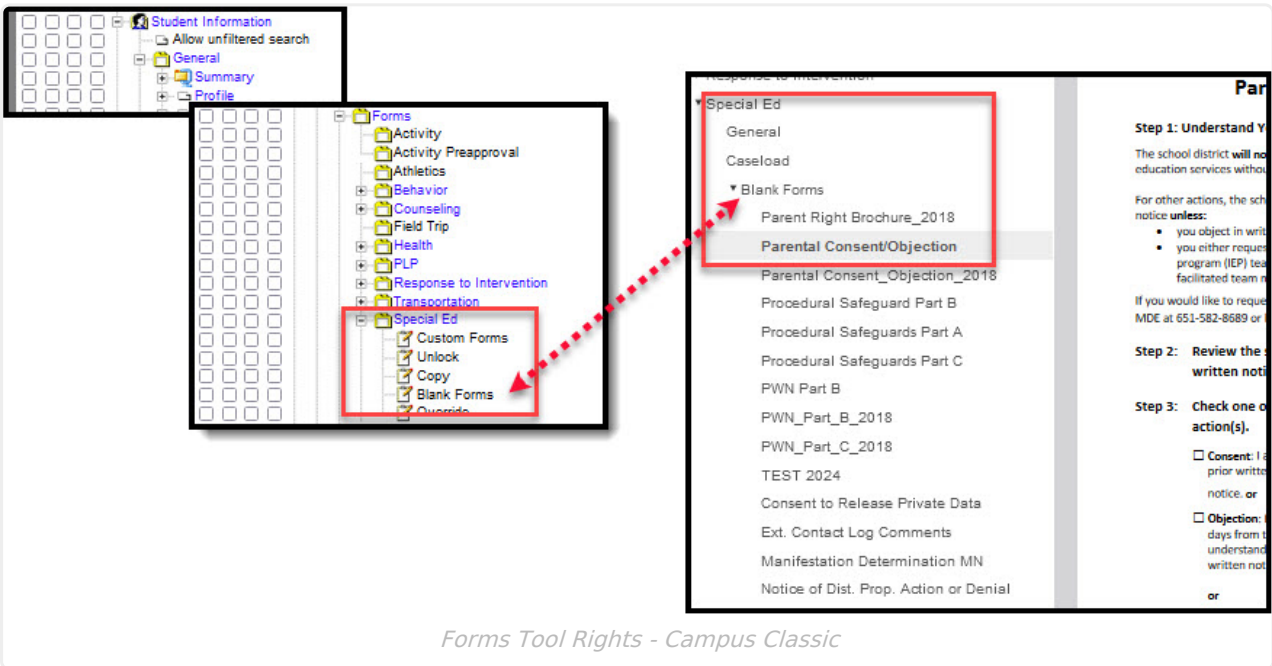 Student Information
Allow unfiltered search
General
Summary
Profile
Forms
Activity
Activity Preapproval
Athletics
Behavior
Counseling
Field Trip
Health
PLP
Response to Intervention
Transportation
Special Ed
Custom Forms
Unlock
Copy
Blank Forms
Override
Response to Intervention
Special Ed
General
Caseload
Blank Forms
Parent Right Brochure_2018
Parental Consent/Objection
Parental Consent_Objection_2018
Procedural Safeguard Part B
Procedural Safeguards Part A
Procedural Safeguards Part C
PWN Part B
PWN_Part_B_2018
PWN_Part_C_2018
TEST 2024
Consent to Release Private Data
Ext. Contact Log Comments
Manifestation Determination MN
Notice of Dist. Prop. Action or Denial
Par
Step 1: Understand Y
The school district will no
education services withou
For other actions, the sch
notice unless:
• you object in writ
• you either reques
program (IEP) tea
facilitated team m
If you would like to reque
MDE at 651-582-8689 or
Step 2: Review the
written noti
Step 3: Check one o
action(s).
☐ Consent: I a
prior writte
notice. or
☐ Objection:
days from t
understand
written not
or
Forms Tool Rights - Campus Classic